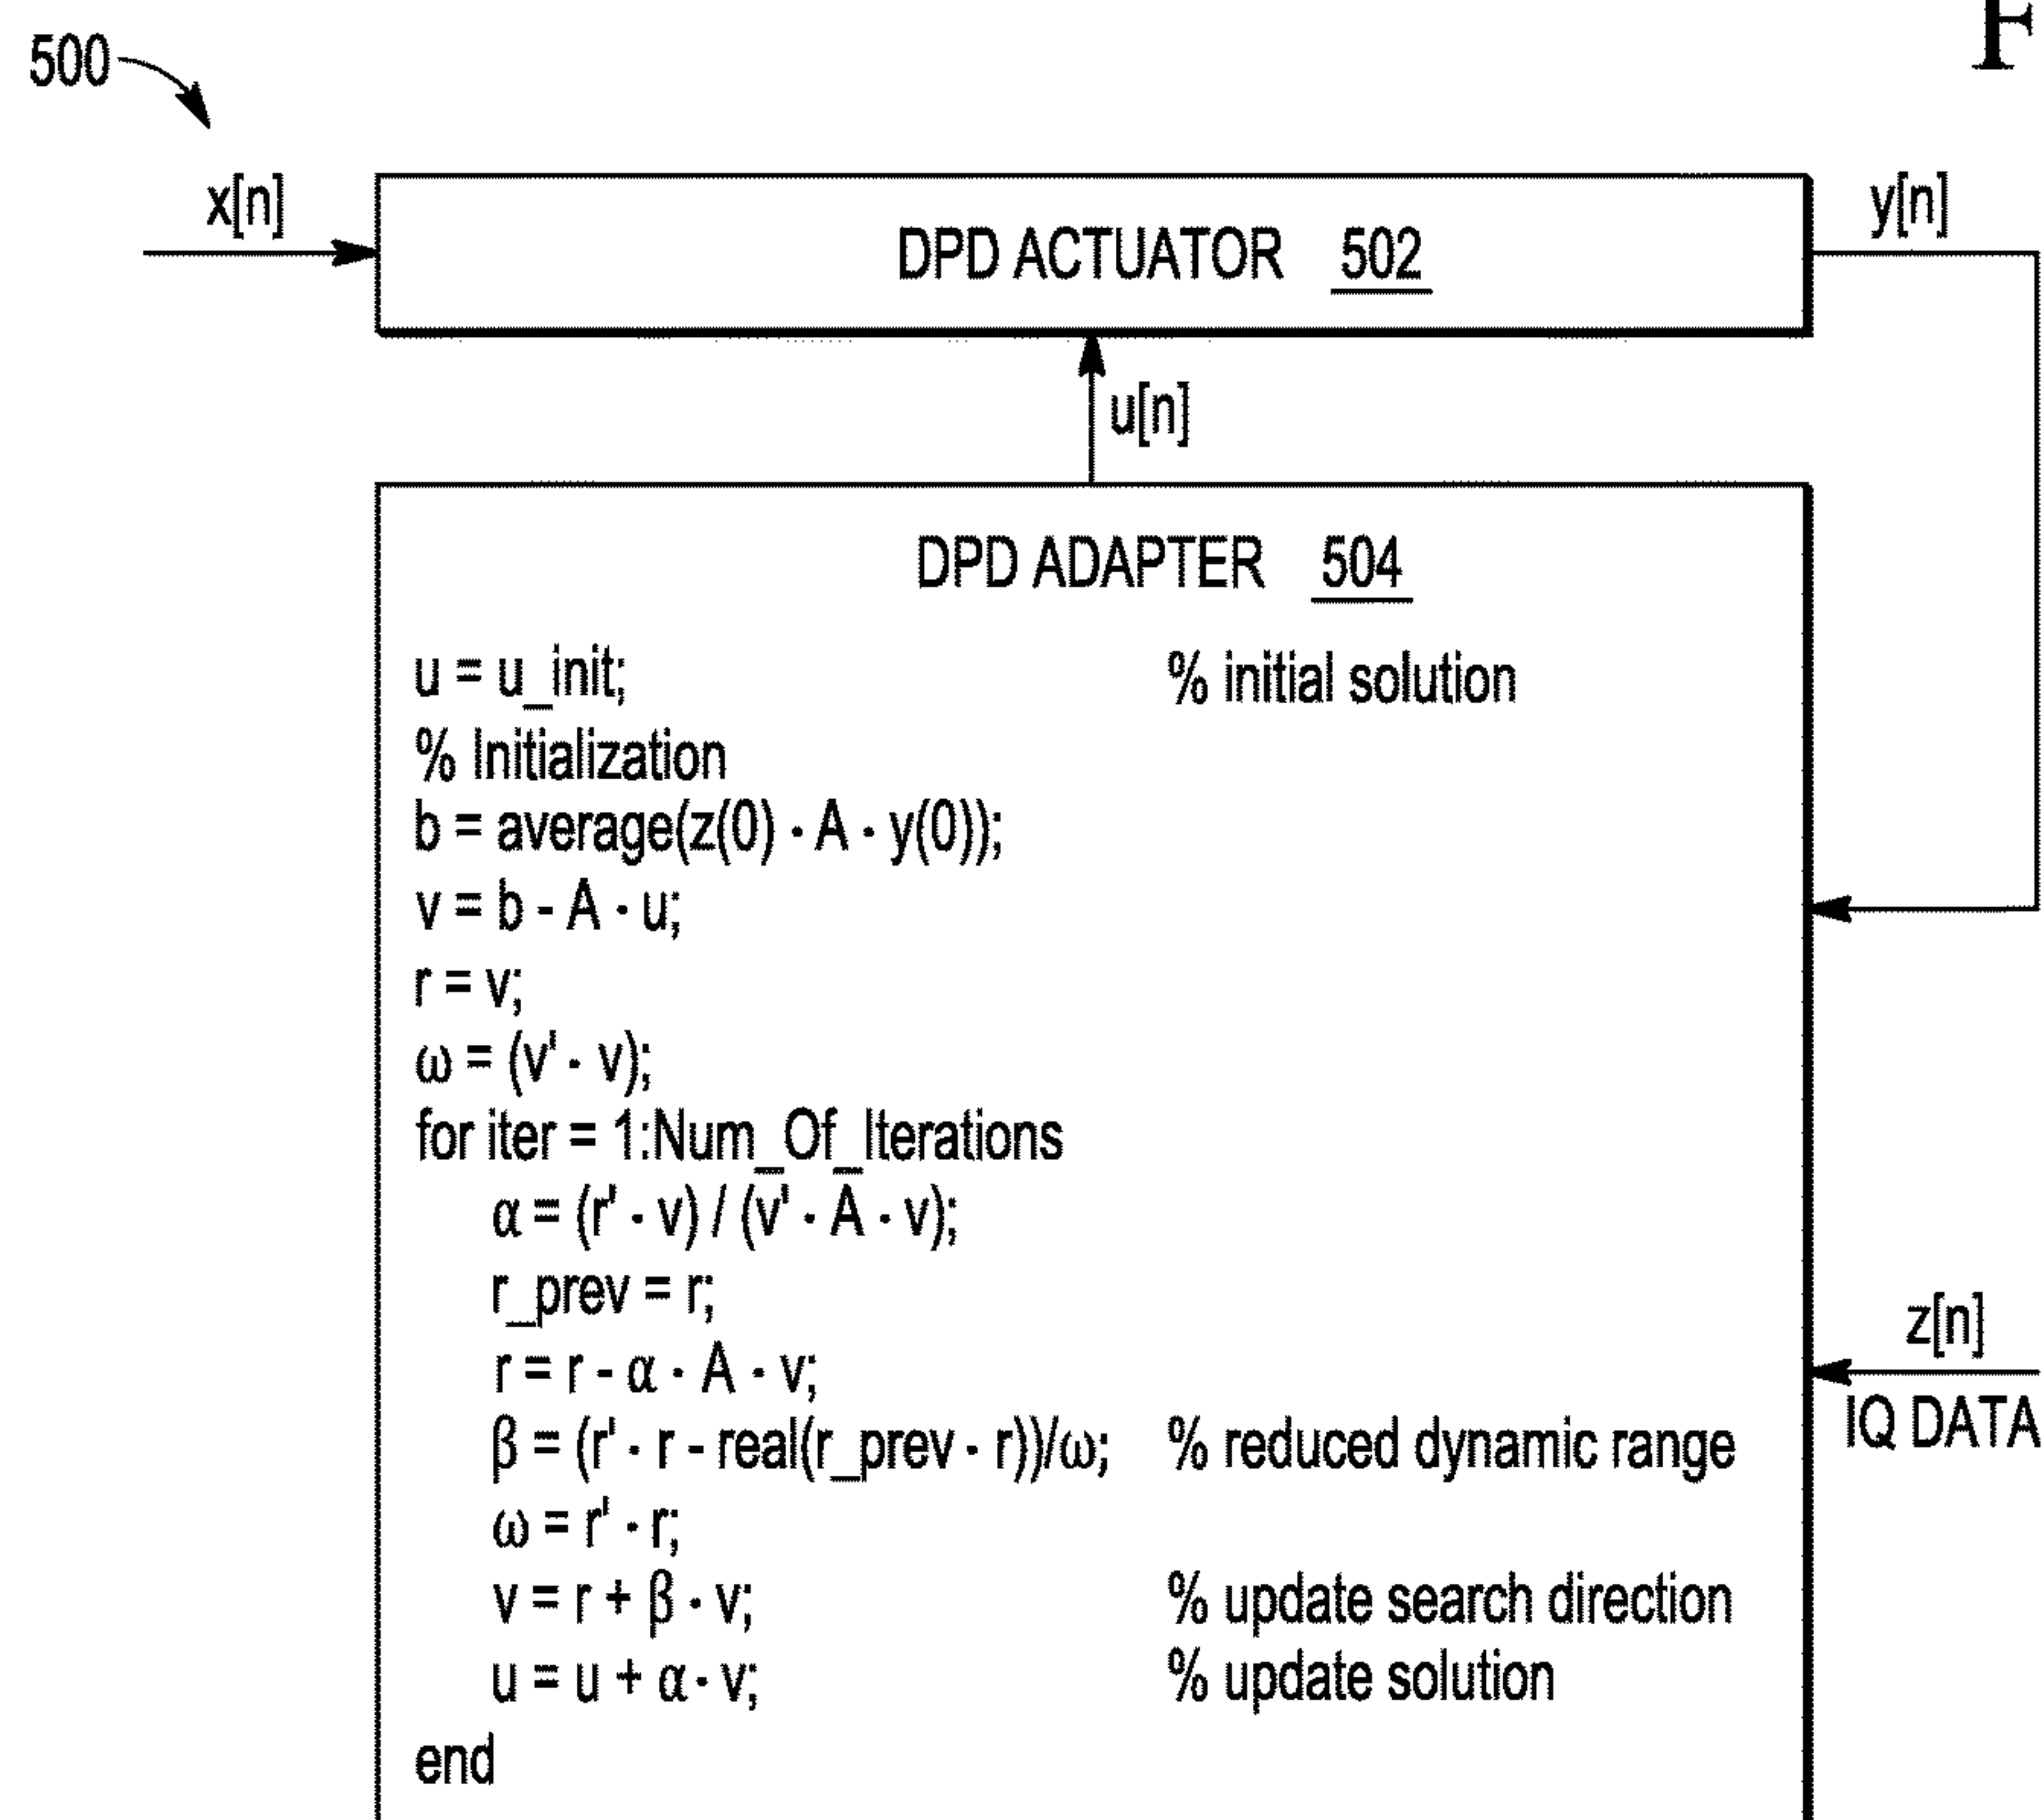 F
500
x[n]
DPD ACTUATOR 502
y[n]
u[n]
DPD ADAPTER 504
u = u_init; % initial solution
% Initialization
b = average(z(0) · A · y(0));
v = b - A · u;
r = v;
ω = (v' · v);
for iter = 1:Num_Of_Iterations
α = (r' · v) / (v' · A · v);
r_prev = r;
r = r - α · A · v;
β = (r' · r - real(r_prev · r))/ω; % reduced dynamic range
ω = r' · r;
v = r + β · v; % update search direction
u = u + α · v; % update solution
end
z[n]
IQ DATA